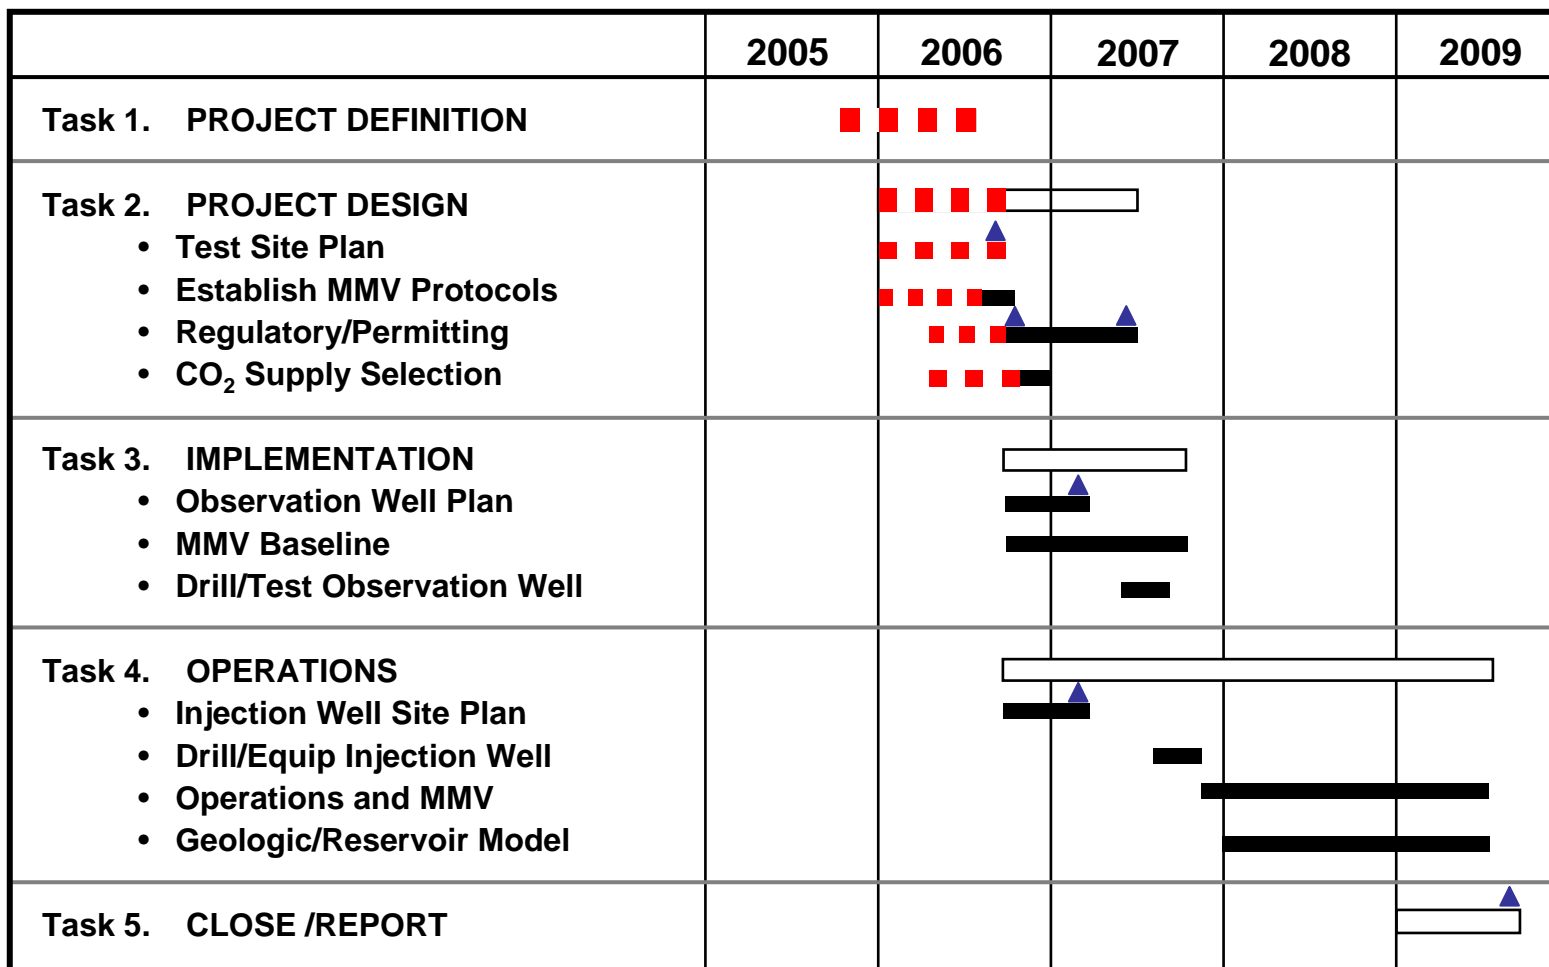 2005 2006 2007 2008 2009
Task 1. PROJECT DEFINITION
Task 2. PROJECT DESIGN
• Test Site Plan
• Establish MMV Protocols
• Regulatory/Permitting
• CO₂ Supply Selection
Task 3. IMPLEMENTATION
• Observation Well Plan
• MMV Baseline
• Drill/Test Observation Well
Task 4. OPERATIONS
• Injection Well Site Plan
• Drill/Equip Injection Well
• Operations and MMV
• Geologic/Reservoir Model
Task 5. CLOSE /REPORT